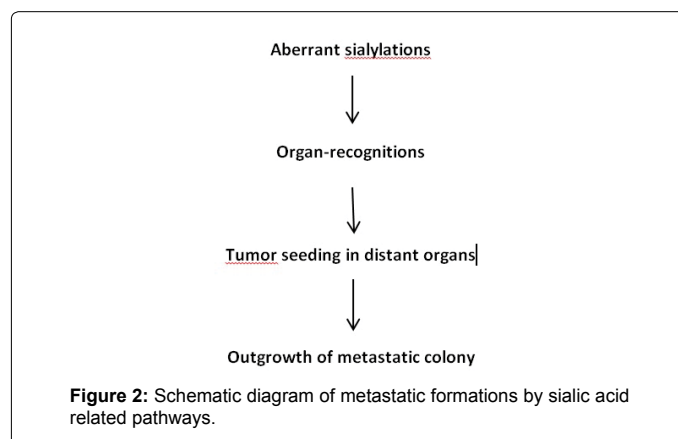 Aberrant sialylations
Organ-recognitions
Tumor seeding in distant organs
Outgrowth of metastatic colony
Figure 2: Schematic diagram of metastatic formations by sialic acid
related pathways.